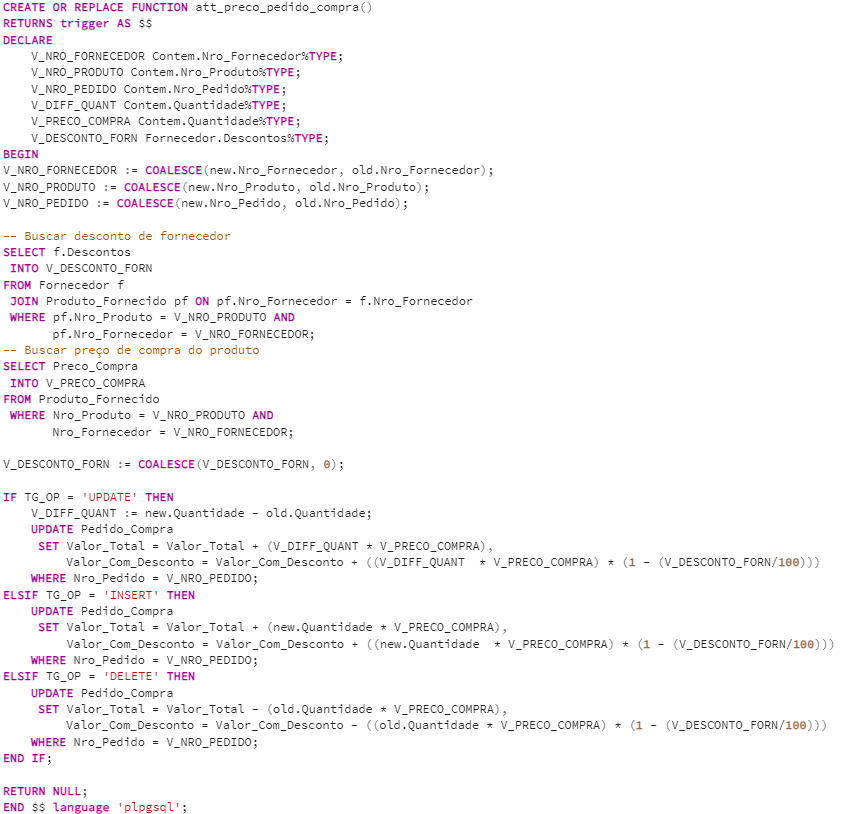 CREATE OR REPLACE FUNCTION att_preco_pedido_compra()
RETURNS trigger AS $$
DECLARE
    V_NRO_FORNECEDOR Contem.Nro_Fornecedor%TYPE;
    V_NRO_PRODUTO Contem.Nro_Produto%TYPE;
    V_NRO_PEDIDO Contem.Nro_Pedido%TYPE;
    V_DIFF_QUANT Contem.Quantidade%TYPE;
    V_PRECO_COMPRA Contem.Quantidade%TYPE;
    V_DESCONTO_FORN Fornecedor.Descontos%TYPE;
BEGIN
V_NRO_FORNECEDOR := COALESCE(new.Nro_Fornecedor, old.Nro_Fornecedor);
V_NRO_PRODUTO := COALESCE(new.Nro_Produto, old.Nro_Produto);
V_NRO_PEDIDO := COALESCE(new.Nro_Pedido, old.Nro_Pedido);

-- Buscar desconto de fornecedor
SELECT f.Descontos
 INTO V_DESCONTO_FORN
FROM Fornecedor f
 JOIN Produto_Fornecido pf ON pf.Nro_Fornecedor = f.Nro_Fornecedor
 WHERE pf.Nro_Produto = V_NRO_PRODUTO AND
       pf.Nro_Fornecedor = V_NRO_FORNECEDOR;
-- Buscar preço de compra do produto
SELECT Preco_Compra
 INTO V_PRECO_COMPRA
FROM Produto_Fornecido
 WHERE Nro_Produto = V_NRO_PRODUTO AND
       Nro_Fornecedor = V_NRO_FORNECEDOR;

V_DESCONTO_FORN := COALESCE(V_DESCONTO_FORN, 0);

IF TG_OP = 'UPDATE' THEN
    V_DIFF_QUANT := new.Quantidade - old.Quantidade;
    UPDATE Pedido_Compra
     SET Valor_Total = Valor_Total + (V_DIFF_QUANT * V_PRECO_COMPRA),
         Valor_Com_Desconto = Valor_Com_Desconto + ((V_DIFF_QUANT  * V_PRECO_COMPRA) * (1 - (V_DESCONTO_FORN/100)))
    WHERE Nro_Pedido = V_NRO_PEDIDO;
ELSIF TG_OP = 'INSERT' THEN
    UPDATE Pedido_Compra
     SET Valor_Total = Valor_Total + (new.Quantidade * V_PRECO_COMPRA),
         Valor_Com_Desconto = Valor_Com_Desconto + ((new.Quantidade  * V_PRECO_COMPRA) * (1 - (V_DESCONTO_FORN/100)))
    WHERE Nro_Pedido = V_NRO_PEDIDO;
ELSIF TG_OP = 'DELETE' THEN
    UPDATE Pedido_Compra
     SET Valor_Total = Valor_Total - (old.Quantidade * V_PRECO_COMPRA),
         Valor_Com_Desconto = Valor_Com_Desconto - ((old.Quantidade * V_PRECO_COMPRA) * (1 - (V_DESCONTO_FORN/100)))
    WHERE Nro_Pedido = V_NRO_PEDIDO;
END IF;

RETURN NULL;
END $$ language 'plpgsql';